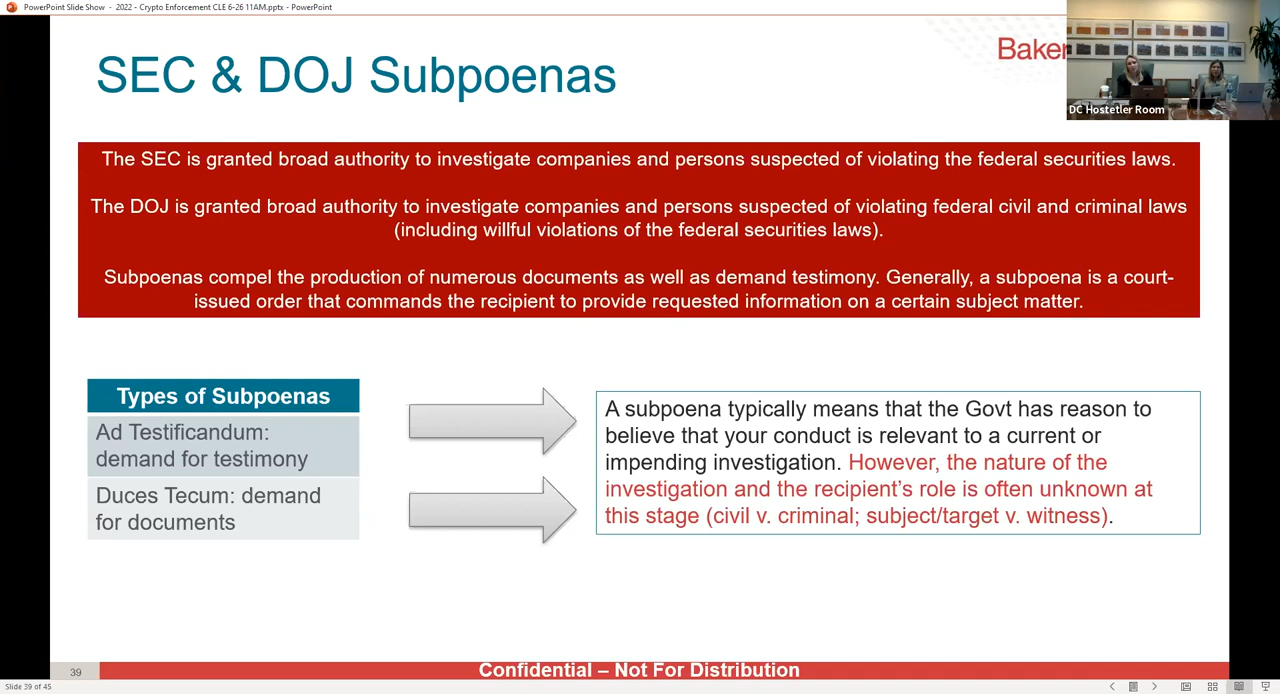 PowerPoint Slide Show - 2022 - Crypto Enforcement CLE 6-26 11AM.pptx - PowerPoint
SEC & DOJ Subpoenas
Baker
DC Hostetler Room
The SEC is granted broad authority to investigate companies and persons suspected of violating the federal securities laws.
The DOJ is granted broad authority to investigate companies and persons suspected of violating federal civil and criminal laws
(including willful violations of the federal securities laws).
Subpoenas compel the production of numerous documents as well as demand testimony. Generally, a subpoena is a court-
issued order that commands the recipient to provide requested information on a certain subject matter.
Types of Subpoenas
Ad Testificandum:
demand for testimony
Duces Tecum: demand
for documents
A subpoena typically means that the Govt has reason to
believe that your conduct is relevant to a current or
impending investigation. However, the nature of the
investigation and the recipient's role is often unknown at
this stage (civil v. criminal; subject/target v. witness).
39
Confidential – Not For Distribution
Slide 39 of 45